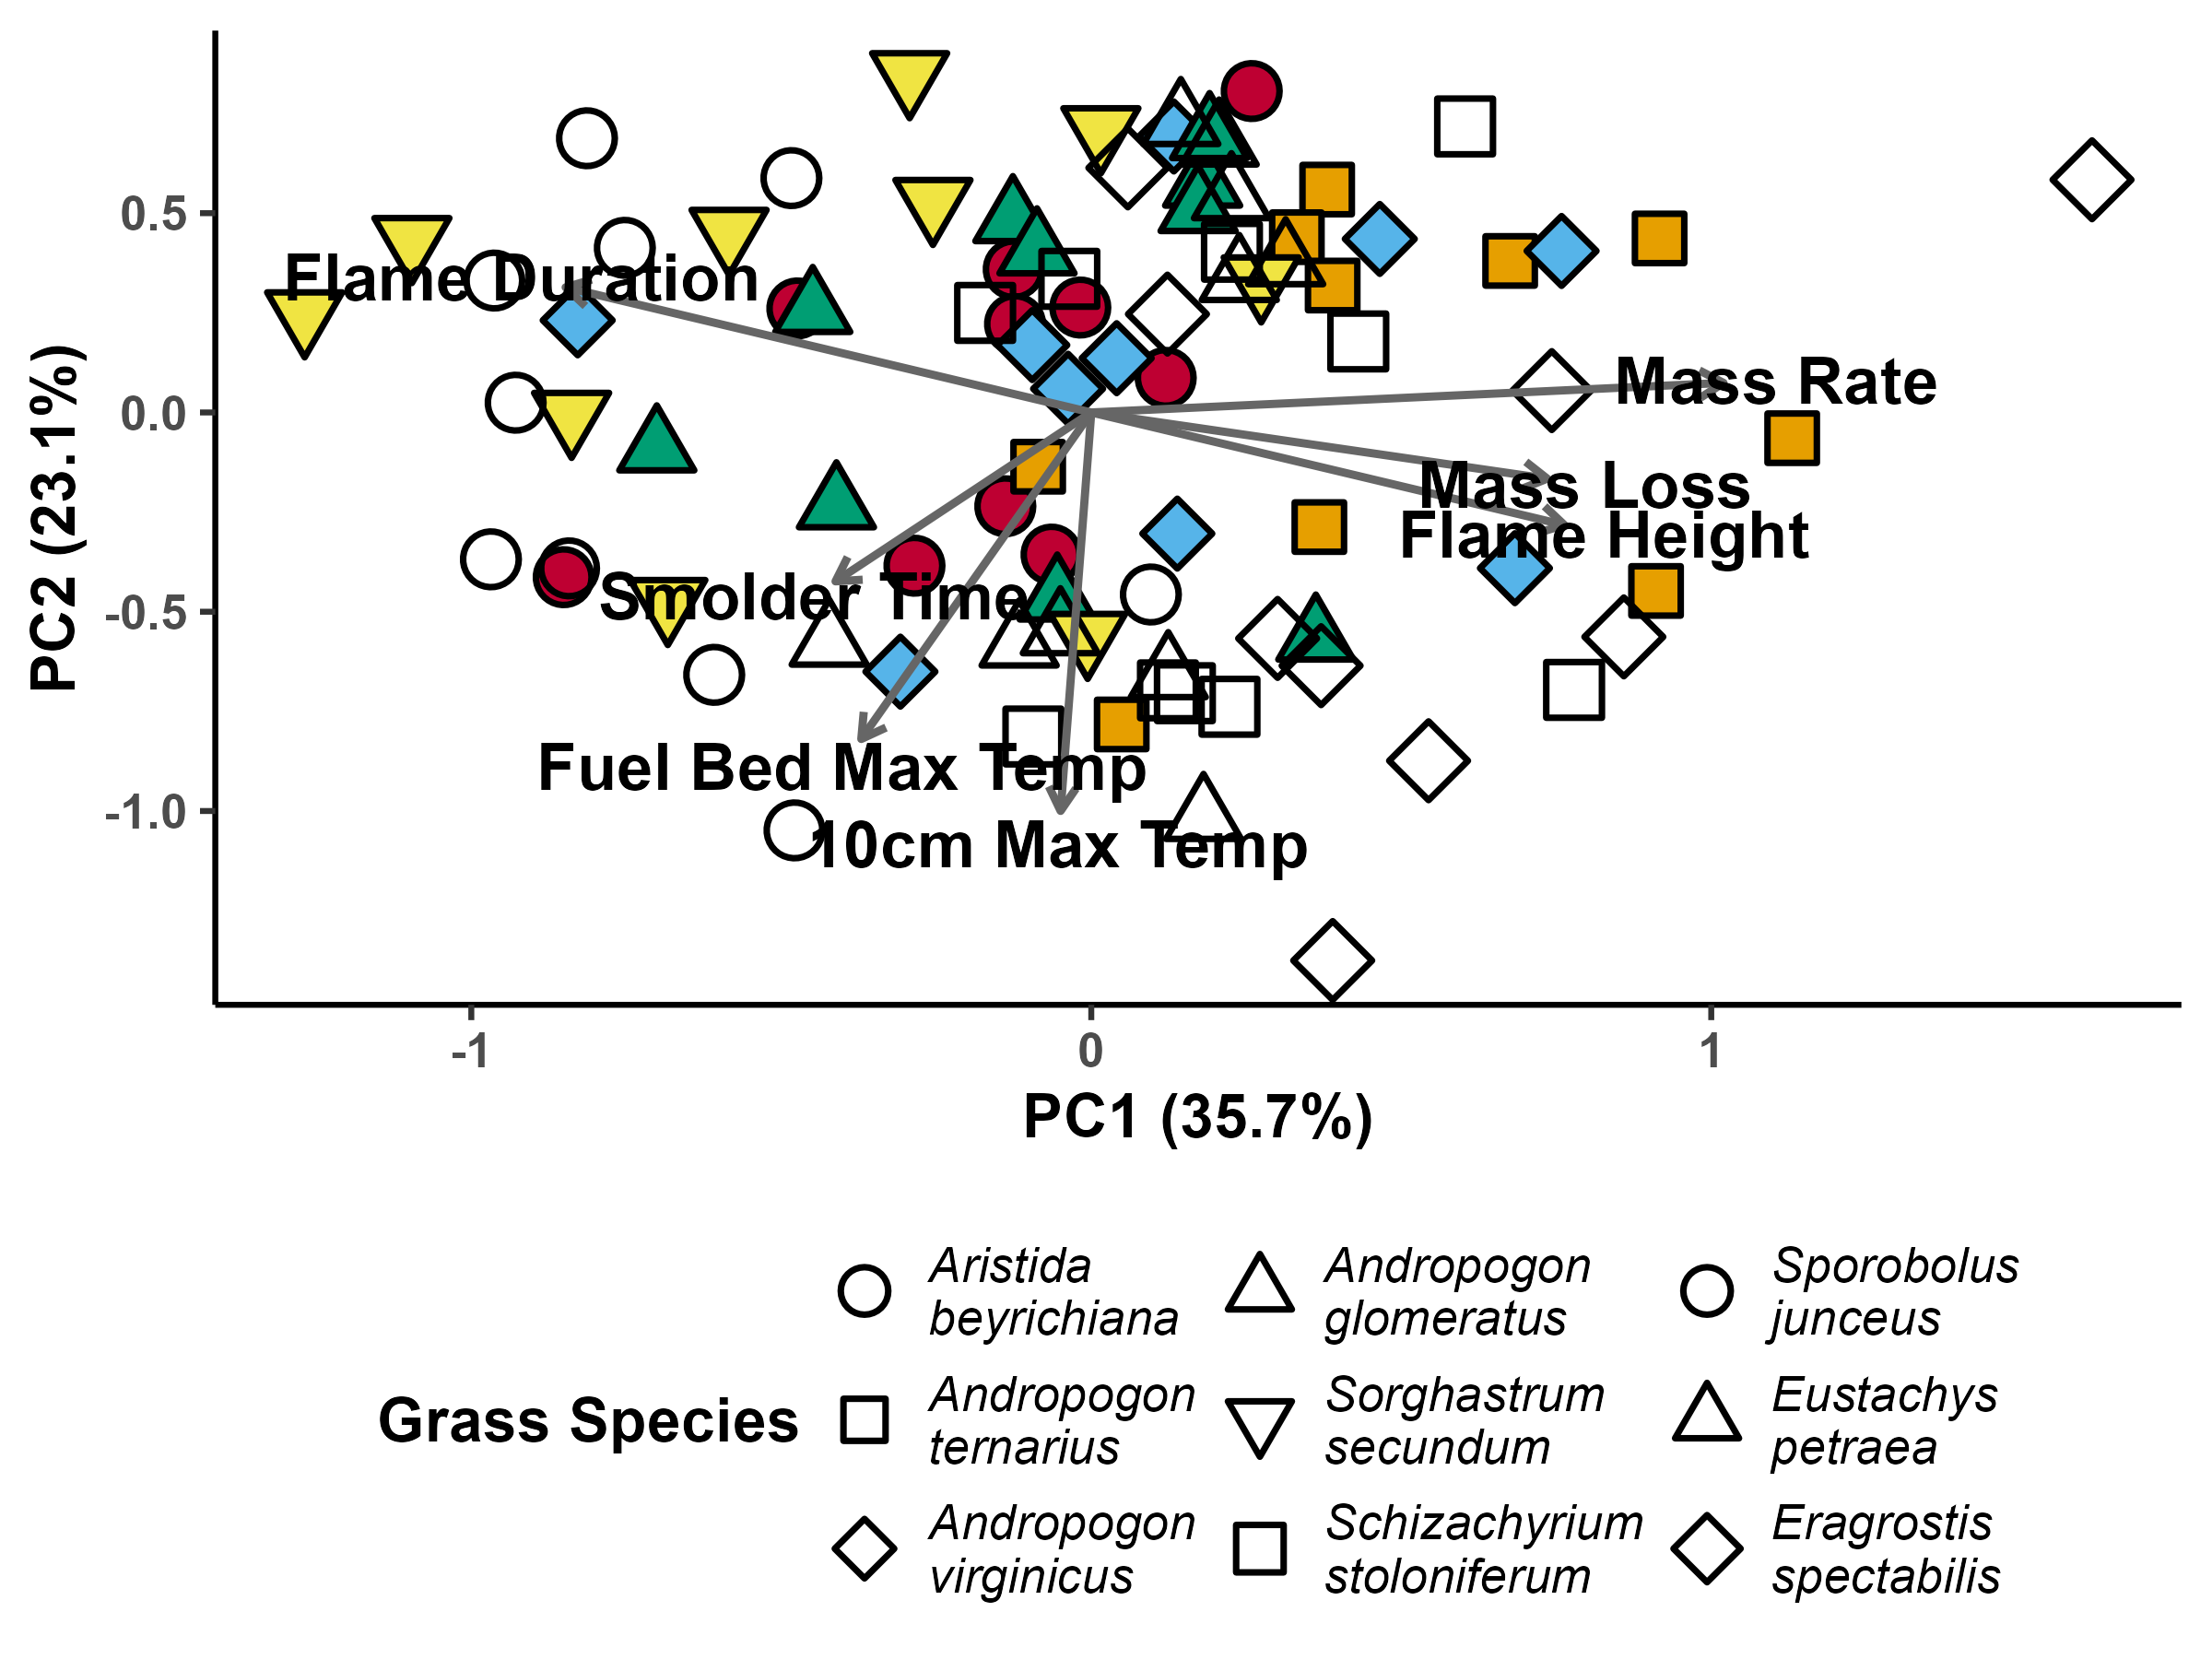 0.5
0.0
-0.5
-1.0
PC2 (23.1%)
Flame Duration
Mass Rate
Mass Loss
Flame Height
Smolder Time
Fuel Bed Max Temp
10cm Max Temp
-1
0
1
PC1 (35.7%)
Grass Species
Aristida
beyrichiana
Andropogon
ternarius
Andropogon
virginicus
Andropogon
glomeratus
Sorghastrum
secundum
Schizachyrium
stoloniferum
Sporobolus
junceus
Eustachys
petraea
Eragrostis
spectabilis